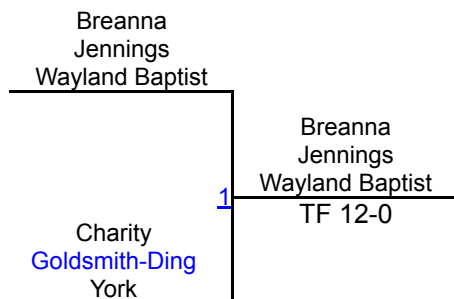 Breanna
Jennings
Wayland Baptist
Breanna
Jennings
Wayland Baptist
1
TF 12-0
Charity
Goldsmith-Ding
York